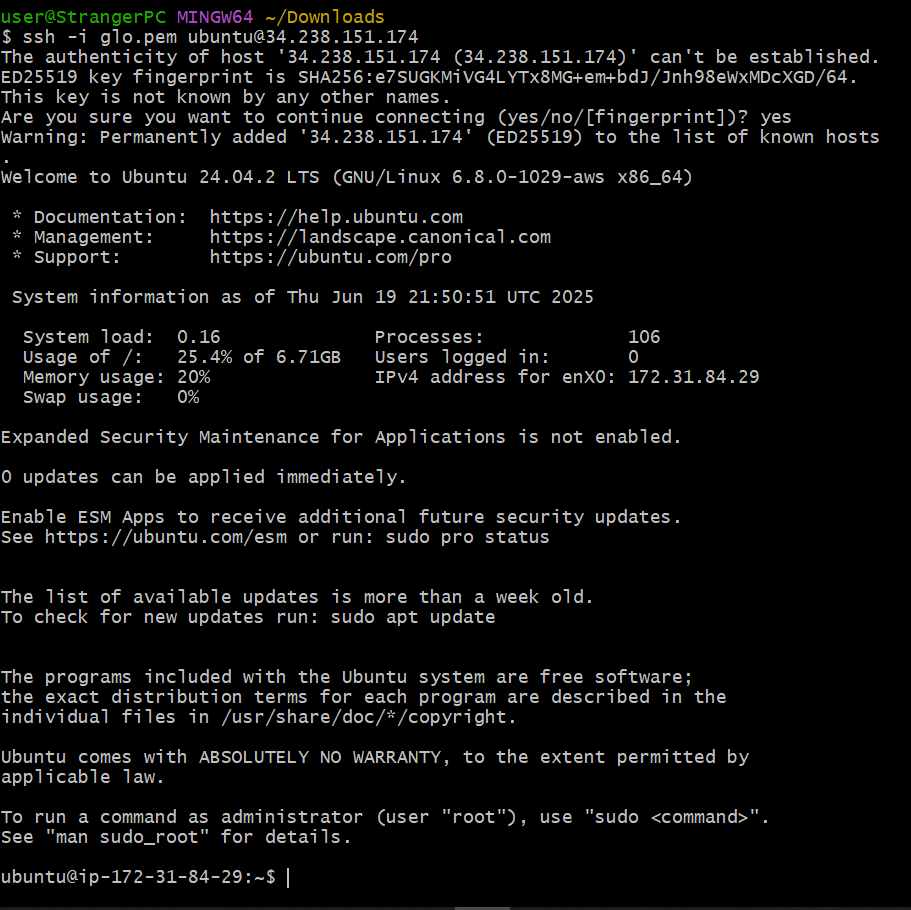 user@StrangerPC MINGW64 ~/Downloads
$ ssh -i glo.pem ubuntu@34.238.151.174
The authenticity of host '34.238.151.174 (34.238.151.174)' can't be established.
ED25519 key fingerprint is SHA256:e7SUGKMiVG4LYTx8MG+em+bdJ/Jnh98eWxMDcXGD/64.
This key is not known by any other names.
Are you sure you want to continue connecting (yes/no/[fingerprint])? yes
Warning: Permanently added '34.238.151.174' (ED25519) to the list of known hosts
.
Welcome to Ubuntu 24.04.2 LTS (GNU/Linux 6.8.0-1029-aws x86_64)

 * Documentation:  https://help.ubuntu.com
 * Management:     https://landscape.canonical.com
 * Support:        https://ubuntu.com/pro

 System information as of Thu Jun 19 21:50:51 UTC 2025

  System load:  0.16              Processes:             106
  Usage of /:   25.4% of 6.71GB   Users logged in:       0
  Memory usage: 20%               IPv4 address for enX0: 172.31.84.29
  Swap usage:   0%

Expanded Security Maintenance for Applications is not enabled.

0 updates can be applied immediately.

Enable ESM Apps to receive additional future security updates.
See https://ubuntu.com/esm or run: sudo pro status


The list of available updates is more than a week old.
To check for new updates run: sudo apt update


The programs included with the Ubuntu system are free software;
the exact distribution terms for each program are described in the
individual files in /usr/share/doc/*/copyright.

Ubuntu comes with ABSOLUTELY NO WARRANTY, to the extent permitted by
applicable law.

To run a command as administrator (user "root"), use "sudo <command>".
See "man sudo_root" for details.

ubuntu@ip-172-31-84-29:~$